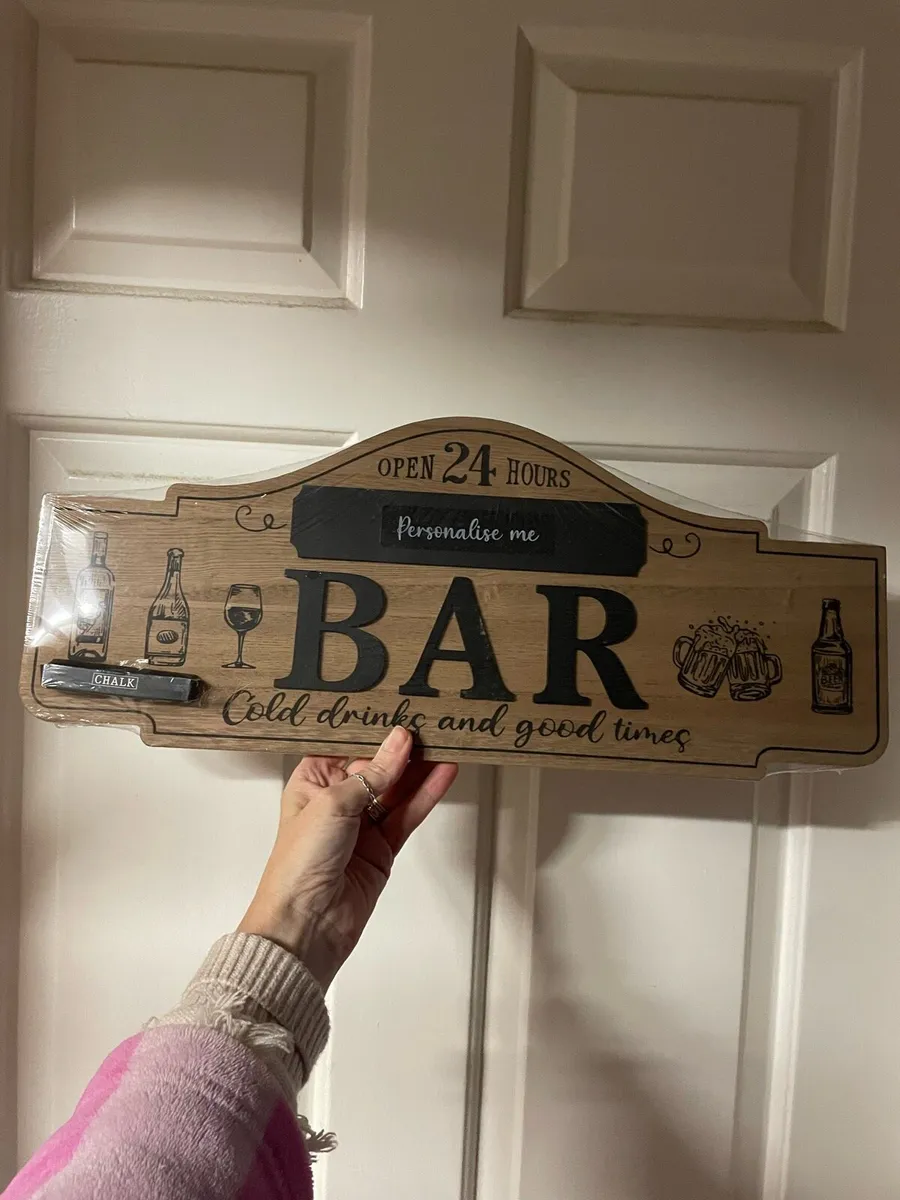 OPEN 24 HOURS
Personalise me
BAR
CHALK
Cold drinks and good times